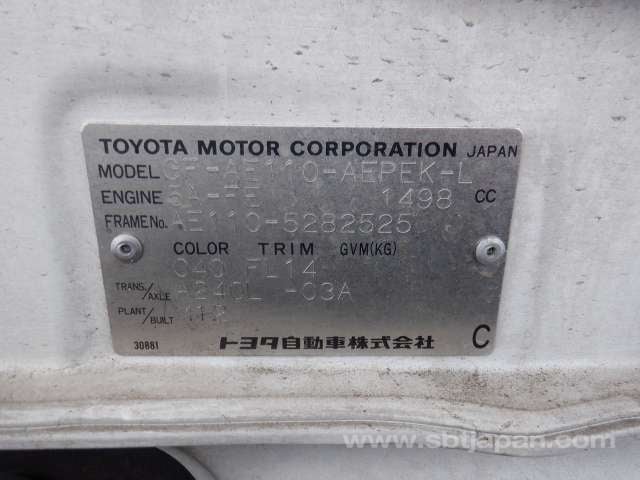 TOYOTA MOTOR CORPORATION JAPAN
MODEL GF-AE110-AEPEK-L
ENGINE 5A-FE 1498 CC
FRAME No. AE110-5282525
COLOR TRIM GVM(KG)
040 FL14
TRANS./AXLE A240L -03A
PLANT/BUILT
30881 トヨタ自動車株式会社 C
www.sbtjapan.com